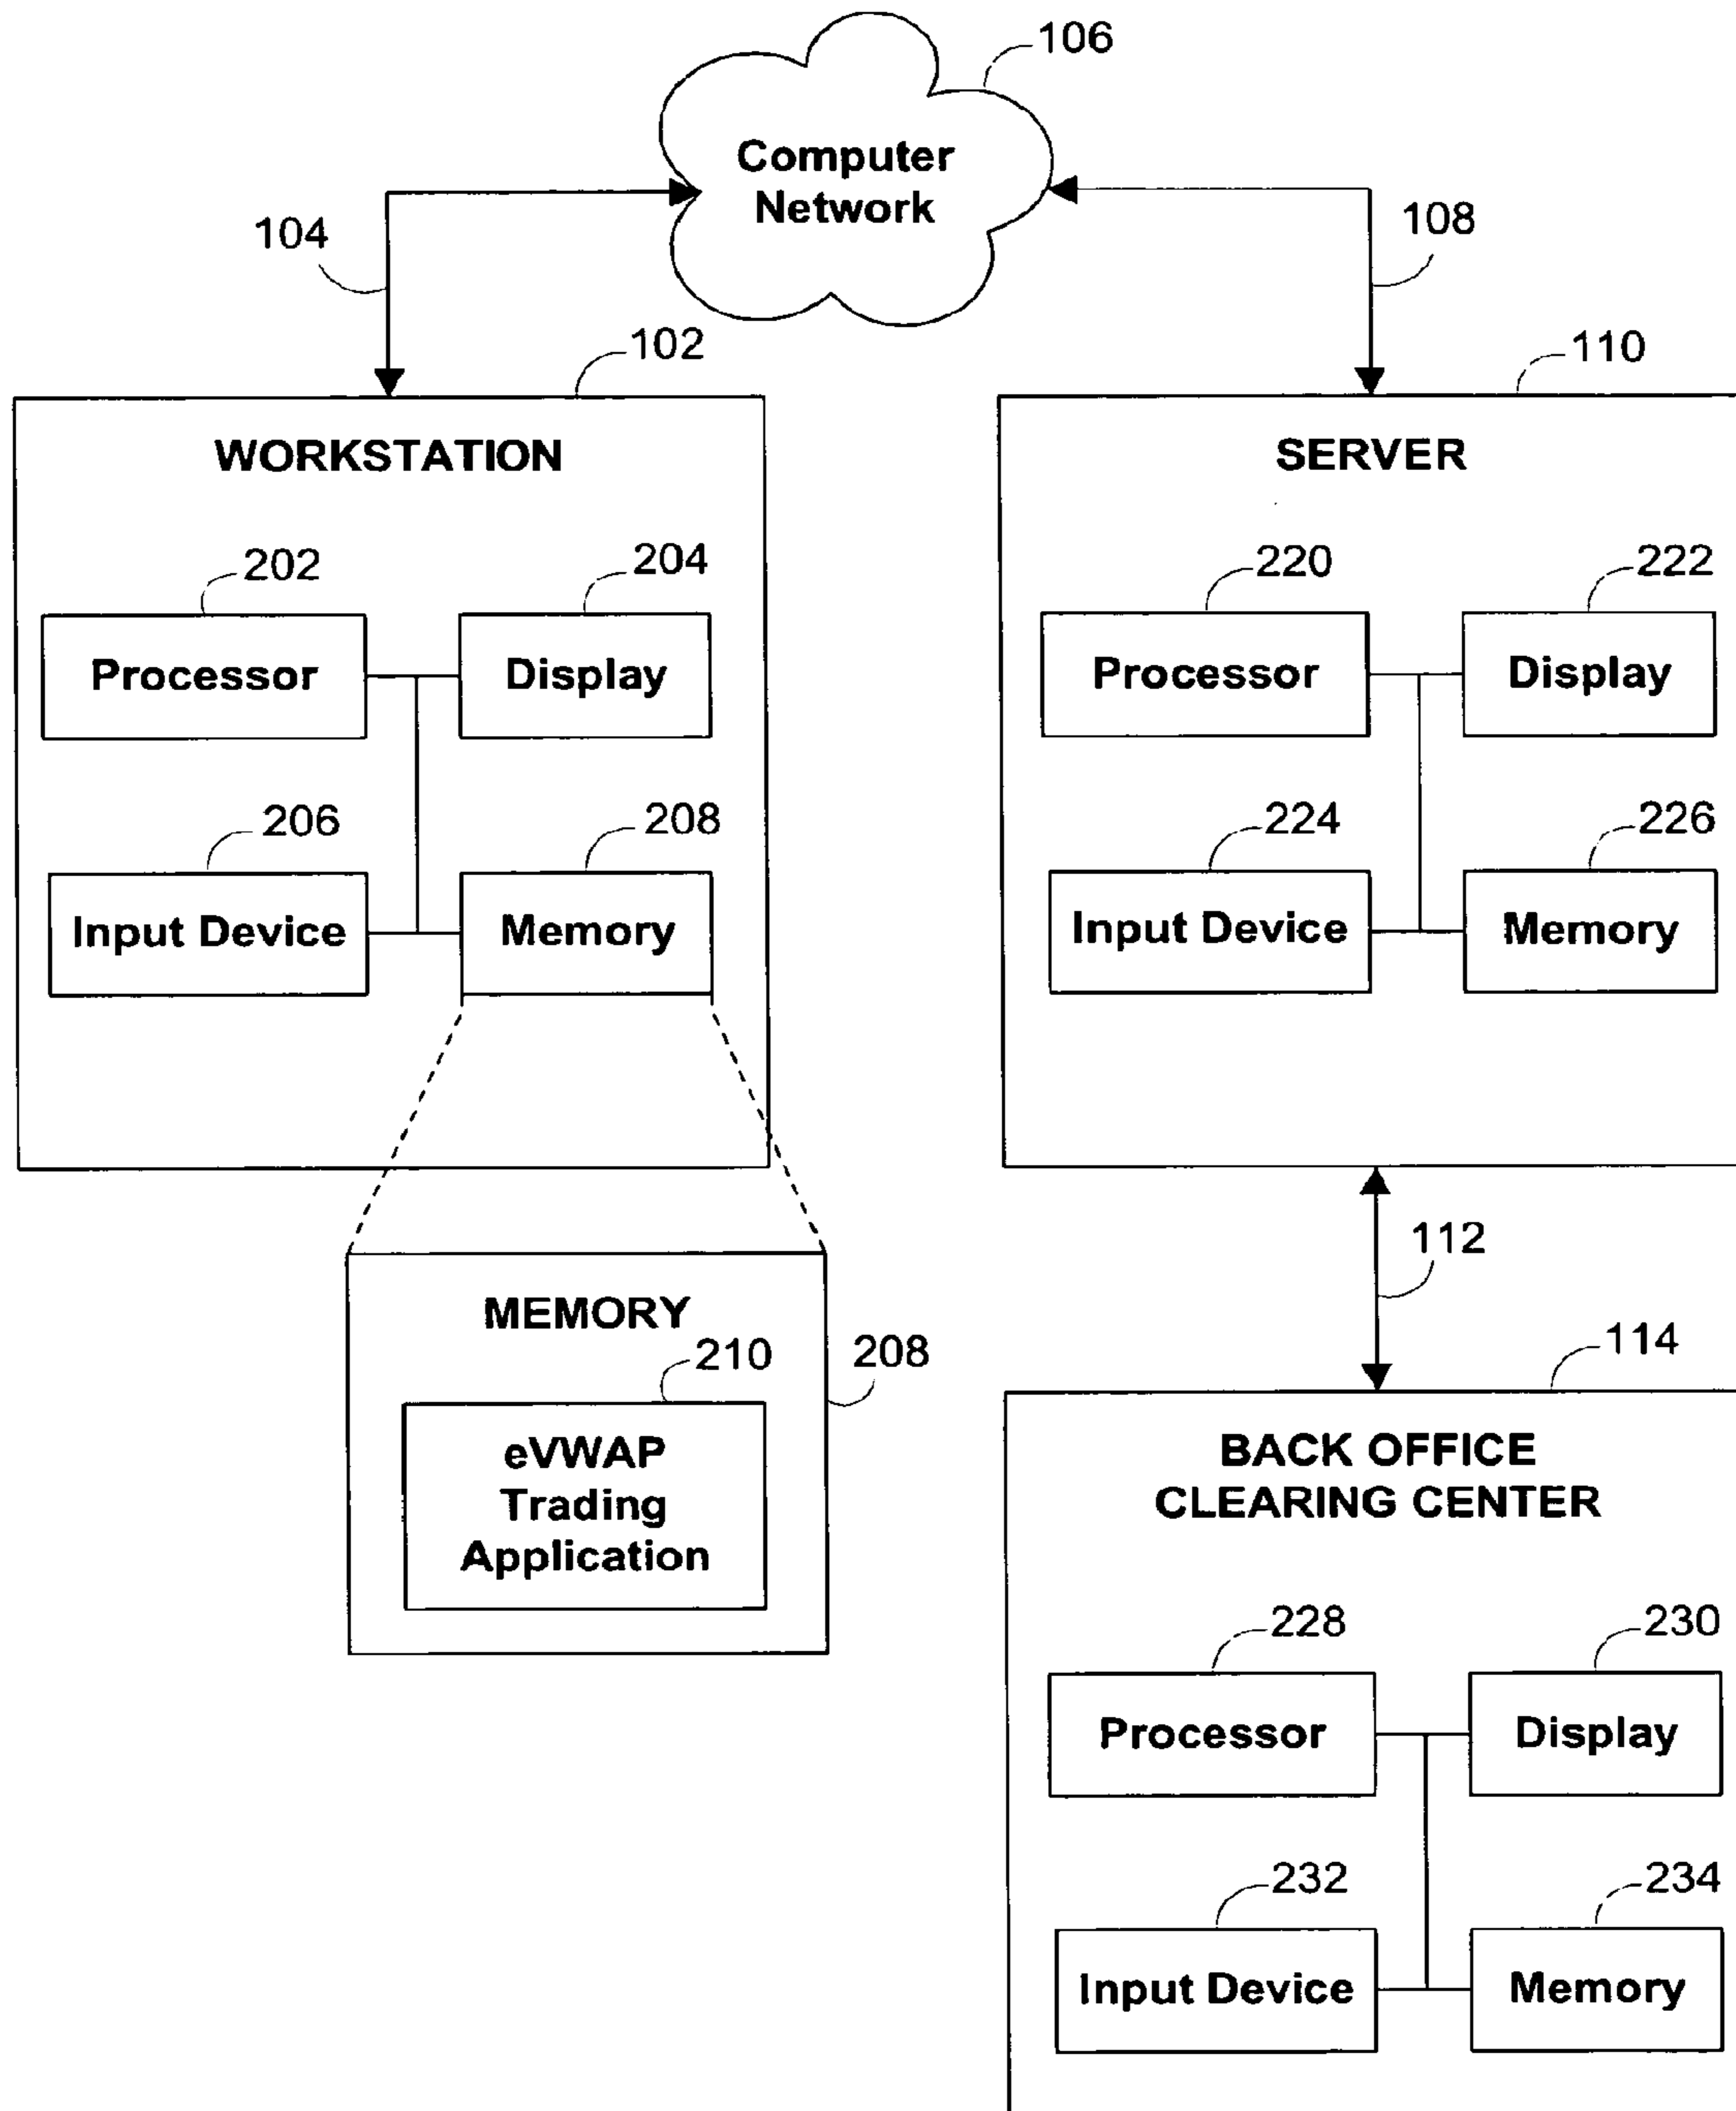 106
Computer
Network
104
108
102
110
WORKSTATION
SERVER
202
204
220
222
Processor
Display
Processor
Display
206
208
224
226
Input Device
Memory
Input Device
Memory
112
MEMORY
210
208
114
eVWAP
Trading
Application
BACK OFFICE
CLEARING CENTER
228
230
Processor
Display
232
234
Input Device
Memory